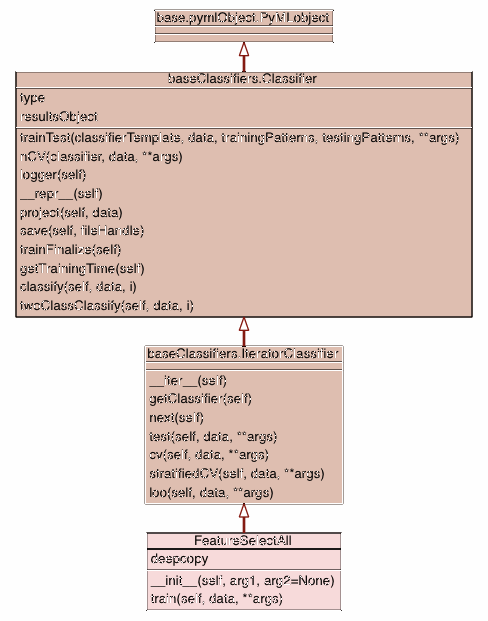 base.pymlObject.PyMLobject
baseClassifiers.Classifier
type
resultsObject
trainTest(classifierTemplate, data, trainingPatterns, testingPatterns, **args)
nCV(classifier, data, **args)
logger(self)
__repr__(self)
project(self, data)
save(self, fileHandle)
trainFinalize(self)
getTrainingTime(self)
classify(self, data, i)
twoClassClassify(self, data, i)
baseClassifiers.IteratorClassifier
__iter__(self)
getClassifier(self)
next(self)
test(self, data, **args)
cv(self, data, **args)
stratifiedCV(self, data, **args)
loo(self, data, **args)
FeatureSelectAll
deepcopy
__init__(self, arg1, arg2=None)
train(self, data, **args)